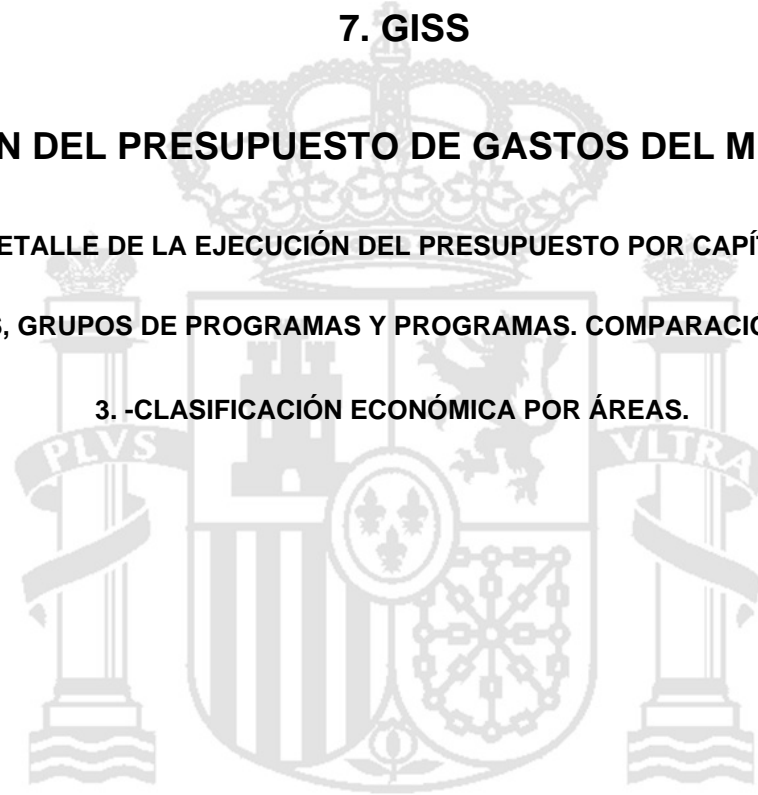 7. GISS
N DEL PRESUPUESTO DE GASTOS DEL M
ETALLE DE LA EJECUCIÓN DEL PRESUPUESTO POR CAPÍ
S, GRUPOS DE PROGRAMAS Y PROGRAMAS. COMPARACIÓ
3. -CLASIFICACIÓN ECONÓMICA POR ÁREAS.
PLVS
VLTRA